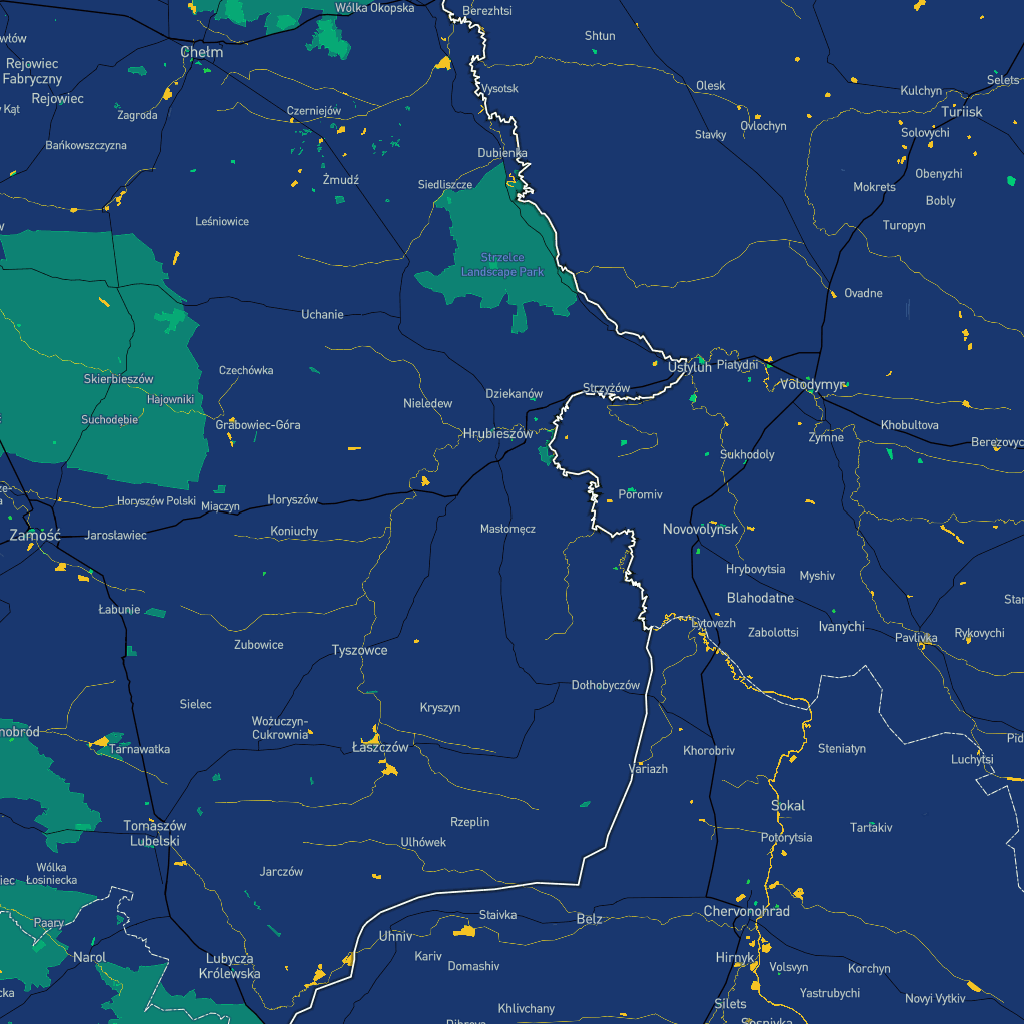 Wólka Okopska
Berezhtsi
Shtun
Chełm
Rejowiec
Fabryczny
Rejowiec
Olesk
Selets
Vysotsk
Kulchyn
Turiisk
Czerniejów
Zagroda
Ovlochyn
Stavky
Solovychi
Bańkowszczyzna
Dubienka
Żmudź
Siedliszcze
Obenyzhi
Mokrets
Bobly
Leśniowice
Turopyn
Strzelce
Landscape Park
Ovadne
Uchanie
Ustyluh
Piatydni
Czechówka
Skierbieszów
Strzyżów
Volodymyr
Dziekanów
Hajowniki
Nieledew
Suchodębie
Grabowiec-Góra
Khobultova
Hrubieszów
Zymne
Sukhodoly
Poromiv
Horyszów Polski
Miączyn
Horyszów
Zamość
Jarosławiec
Koniuchy
Masłomęcz
Novovolynsk
Hrybovytsia
Myshiv
Blahodatne
Łabunie
Lytovezh
Zabolottsi
Ivanychi
Pavlivka
Rykovychi
Zubowice
Tyszowce
Dołhobyczów
Sielec
Kryszyn
Wożuczyn-
Cukrownia
Tarnawatka
Łaszczów
Khorobriv
Steniatyn
Luchytsi
Variazh
Sokal
Tomaszów
Lubelski
Rzeplin
Ulhówek
Potorytsia
Tartakiv
Wólka
Łosiniecka
Jarczów
Paary
Staivka
Belz
Chervonohrad
Uhniv
Narol
Lubycza
Królewska
Kariv
Domashiv
Hirnyk
Volsvyn
Korchyn
Yastrubychi
Novyi Vytkiv
Silets
Khlivchany